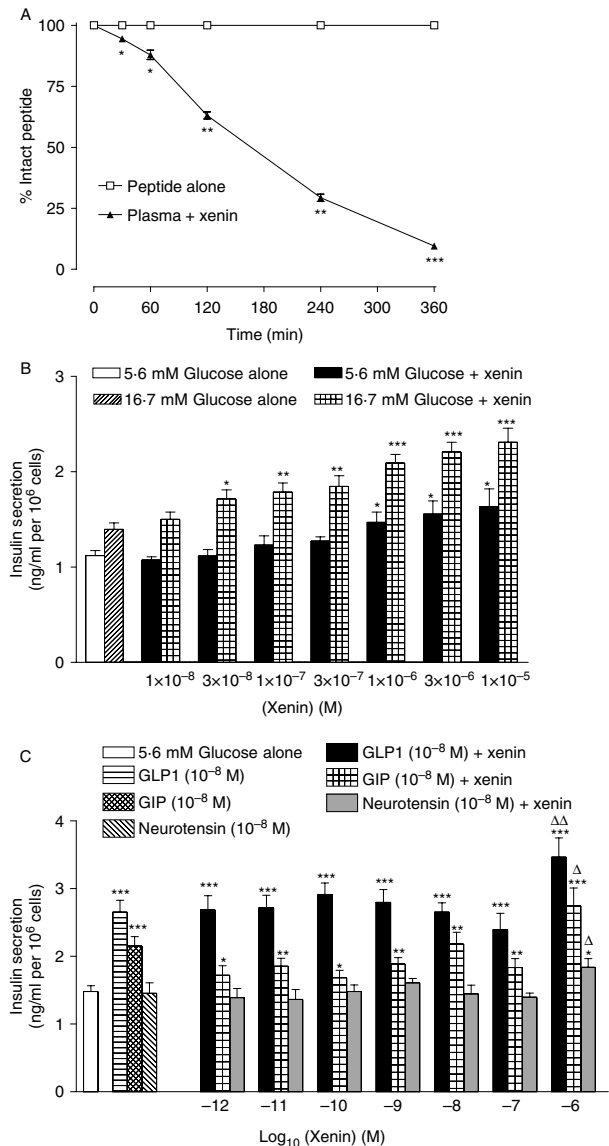 A
100
75
50
25
0
% Intact peptide
Peptide alone
Plasma + xenin
*
*
**
**
***
0 60 120 180 240 300 360
Time (min)
B
5·6 mM Glucose alone
5·6 mM Glucose + xenin
16·7 mM Glucose alone
16·7 mM Glucose + xenin
3
2
1
0
Insulin secretion
(ng/ml per 10⁶ cells)
* ** ** * *** * *** * ***
1×10⁻⁸ 3×10⁻⁸ 1×10⁻⁷ 3×10⁻⁷ 1×10⁻⁶ 3×10⁻⁶ 1×10⁻⁵
(Xenin) (M)
C
5·6 mM Glucose alone
GLP1 (10⁻⁸ M)
GIP (10⁻⁸ M)
Neurotensin (10⁻⁸ M)
GLP1 (10⁻⁸ M) + xenin
GIP (10⁻⁸ M) + xenin
Neurotensin (10⁻⁸ M) + xenin
4
3
2
1
0
Insulin secretion
(ng/ml per 10⁶ cells)
ΔΔ
*** *** *** * *** ** *** * *** ** *** ** *** ** ***
Δ
***
Δ
*
−12 −11 −10 −9 −8 −7 −6
Log₁₀ (Xenin) (M)